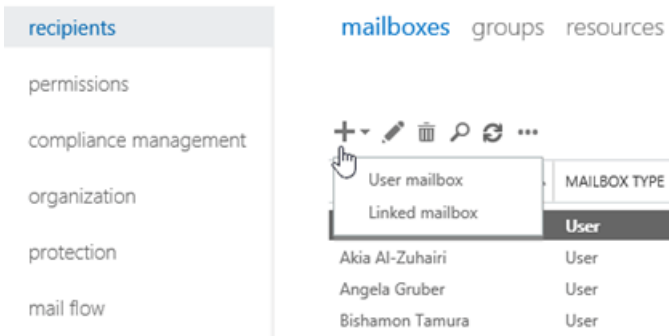 recipients
permissions
compliance management
organization
protection
mail flow
mailboxes groups resources
User mailbox
Linked mailbox
MAILBOX TYPE
User
Akia Al-Zuhairi User
Angela Gruber User
Bishamon Tamura User